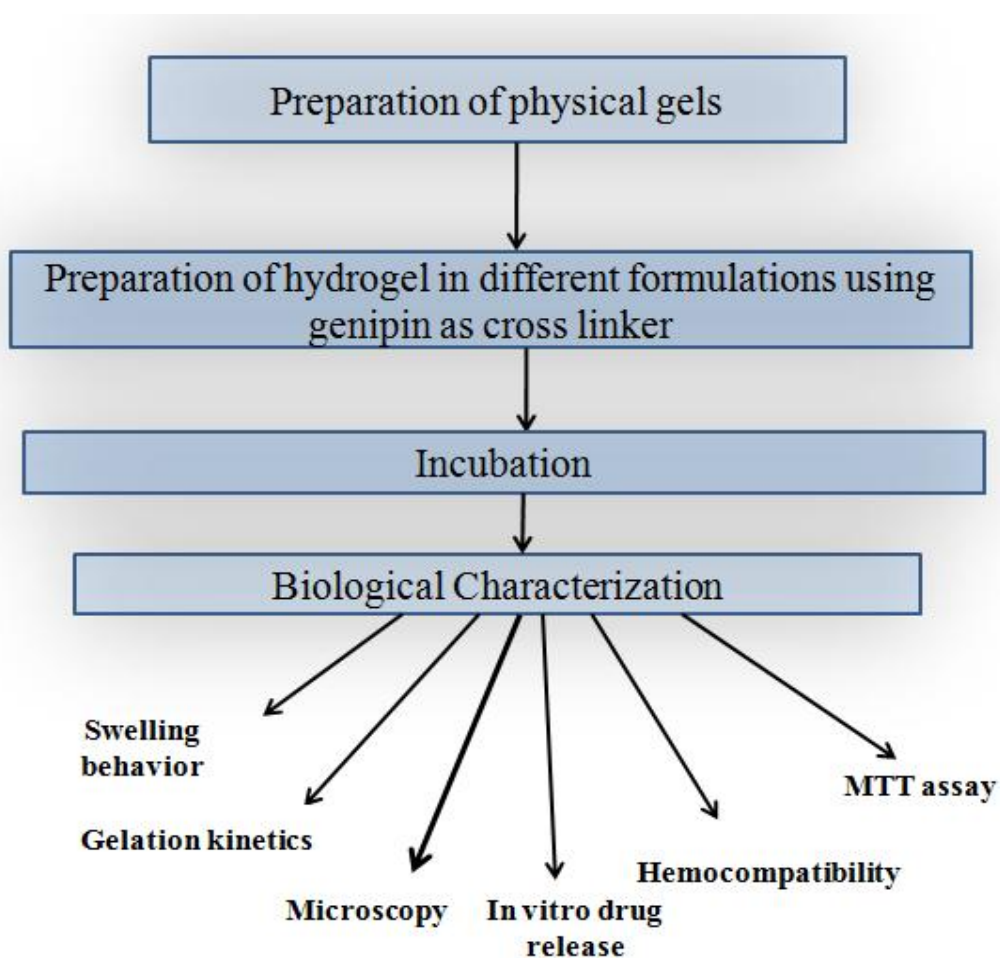 Preparation of physical gels
Preparation of hydrogel in different formulations using
genipin as cross linker
Incubation
Biological Characterization
Swelling
behavior
Gelation kinetics
Microscopy
In vitro drug
release
Hemocompatibility
MTT assay